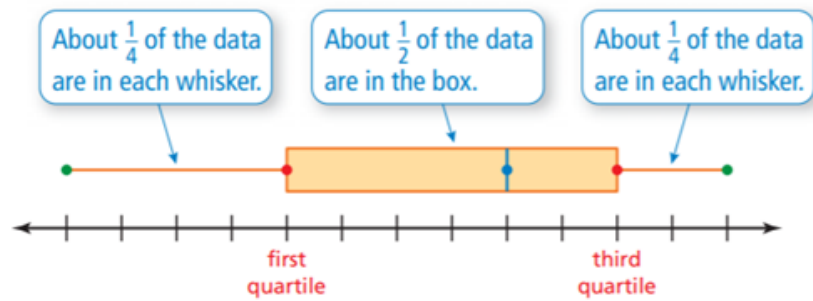 About 1/4 of the data
are in each whisker.
About 1/2 of the data
are in the box.
About 1/4 of the data
are in each whisker.
first
quartile
third
quartile